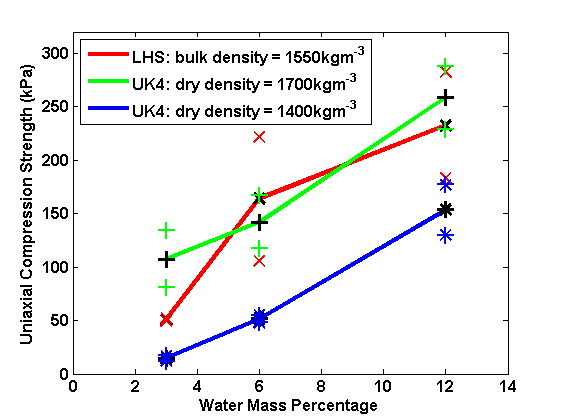 LHS: bulk density = 1550kgm-3
UK4: dry density = 1700kgm-3
UK4: dry density = 1400kgm-3
Uniaxial Compression Strength (kPa)
300
250
200
150
100
50
0
0 2 4 6 8 10 12 14
Water Mass Percentage